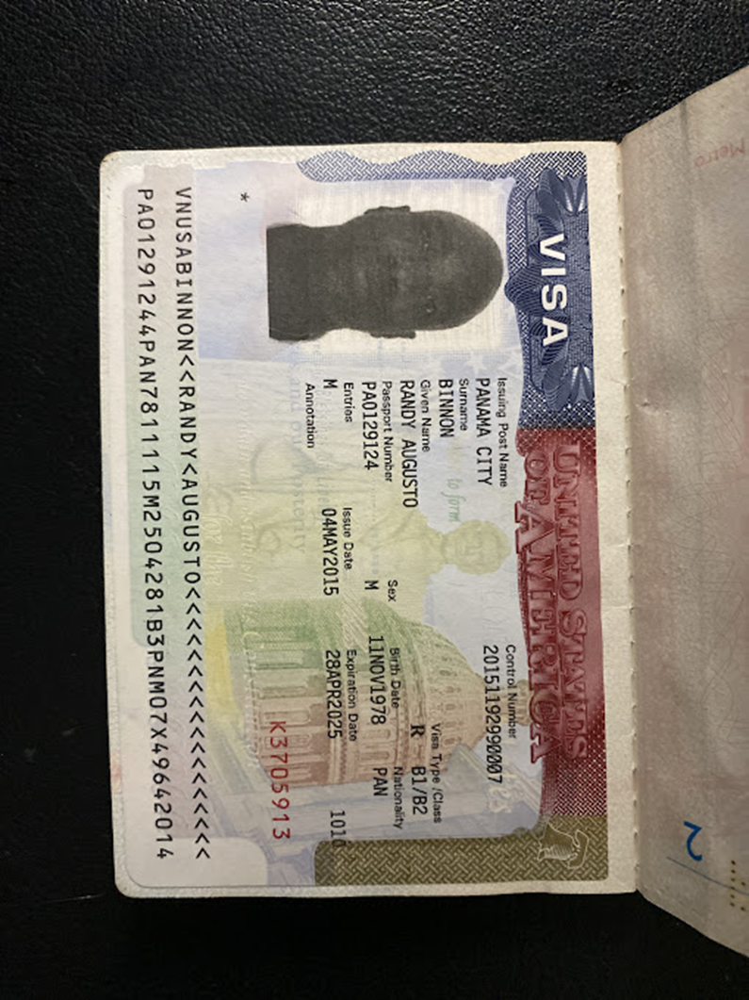 VISA
UNITED STATES
OF AMERICA
Issuing Post Name
PANAMA CITY
Control Number
20151192990007
Surname
BINNON
Visa Type /Class
R B1/B2
Given Name
RANDY AUGUSTO
Passport Number
PA0129124
Sex
M
Birth Date
11NOV1978
Nationality
PAN
Entries
M
Issue Date
04MAY2015
Expiration Date
28APR2025
1010
Annotation
K3705913
*
VNUSABINNON<<RANDY<AUGUSTO<<<<<<<<<<<<<<<<<<
PA01291244PAN7811115M2504281B3PNM07X49642014
Metro
2